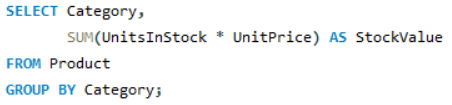 SELECT Category,
SUM(UnitsInStock * UnitPrice) AS StockValue
FROM Product
GROUP BY Category;